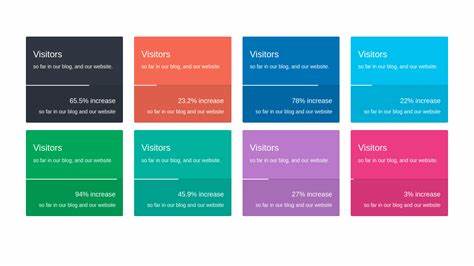 Visitors
so far in our blog, and our website.
65.5% increase
so far in our blog and our website
Visitors
so far in our blog, and our website.
23.2% increase
so far in our blog and our website
Visitors
so far in our blog, and our website.
78% increase
so far in our blog and our website
Visitors
so far in our blog, and our website.
22% increase
so far in our blog and our website
Visitors
so far in our blog, and our website.
94% increase
so far in our blog and our website
Visitors
so far in our blog, and our website.
45.9% increase
so far in our blog and our website
Visitors
so far in our blog, and our website.
27% increase
so far in our blog and our website
Visitors
so far in our blog, and our website.
3% increase
so far in our blog and our website